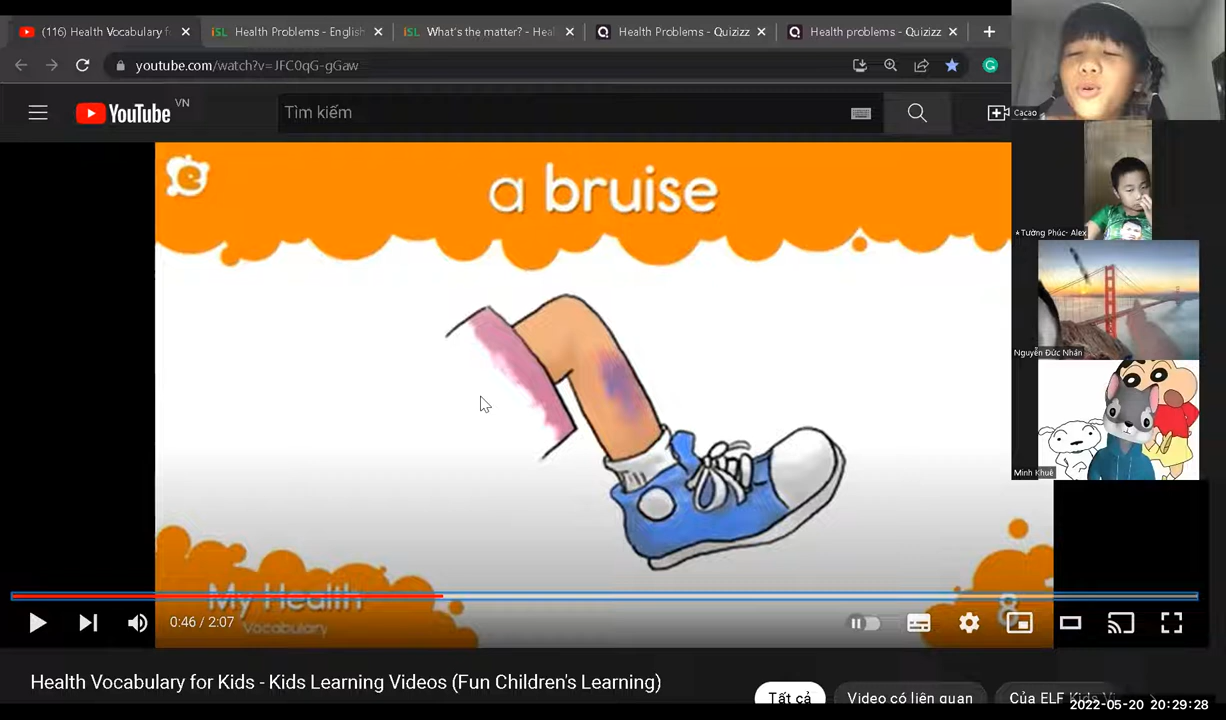 (116) Health Vocabulary f
iSL Health Problems - English
iSL What's the matter? - Heal
Health Problems - Quizizz
Health problems - Quizizz
youtube.com/watch?v=JFC0qG-gGaw
YouTube VN
Tìm kiếm
a bruise
Cacao
Tường Phúc- Alex
Nguyễn Đức Nhân
Minh Khuê
My Health
Vocabulary
8
0:46 / 2:07
Health Vocabulary for Kids - Kids Learning Videos (Fun Children's Learning)
Tất cả
Video có liên quan
Của ELF Kids Vi
2022-05-20 20:29:28